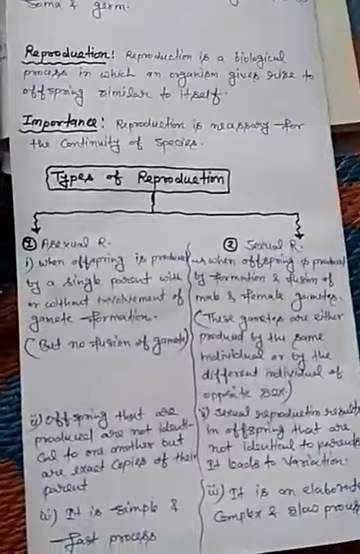 Soma & germ.
Reproduction: Reproduction is a biological
process in which an organism gives rise to
offspring similar to itself.
Importance: Reproduction is neassary for
the Continuity of Species.
Types of Reproduction
① Asexual R.
i) when offspring is produced
by a single parent with
or without involvement of
gamete formation.
(But no fusion of gamete)
ii) Offspring that are
produced are not identi-
cal to one another but
are exact Copies of their
parent
iii) It is simple &
fast process
② Sexual R.
when offspring is produced
by formation & fusion of
male & female gametes.
(These gametes are either
produced by the same
individual or by the
different individual of
opposite sex)
Sexual reproduction results
in offspring that are
not identical to parents
It leads to Variation.
iii) It is an elaborate
Complex & slow process